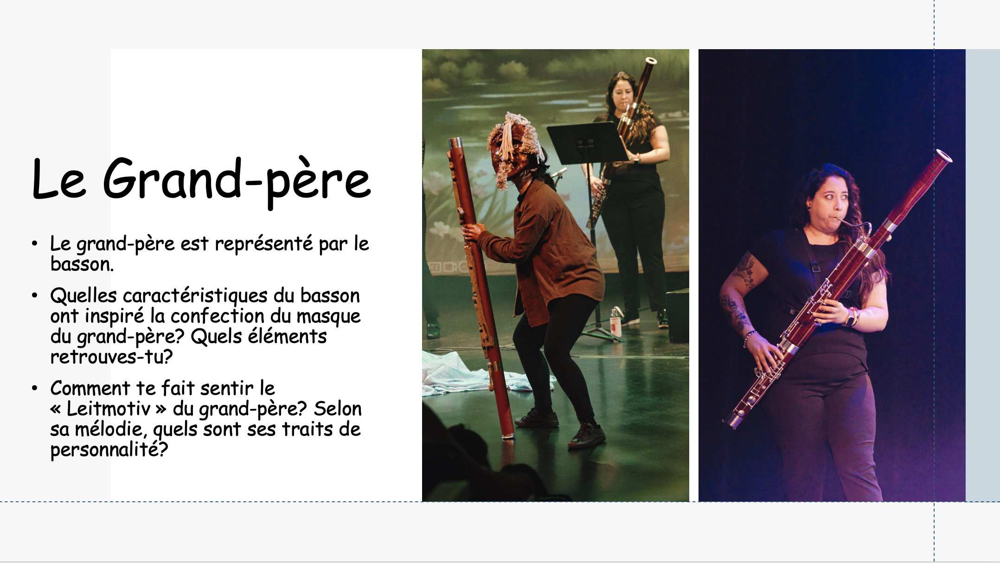 Le Grand-père
• Le grand-père est représenté par le
basson.
• Quelles caractéristiques du basson
ont inspiré la confection du masque
du grand-père? Quels éléments
retrouves-tu?
• Comment te fait sentir le
« Leitmotiv » du grand-père? Selon
sa mélodie, quels sont ses traits de
personnalité?